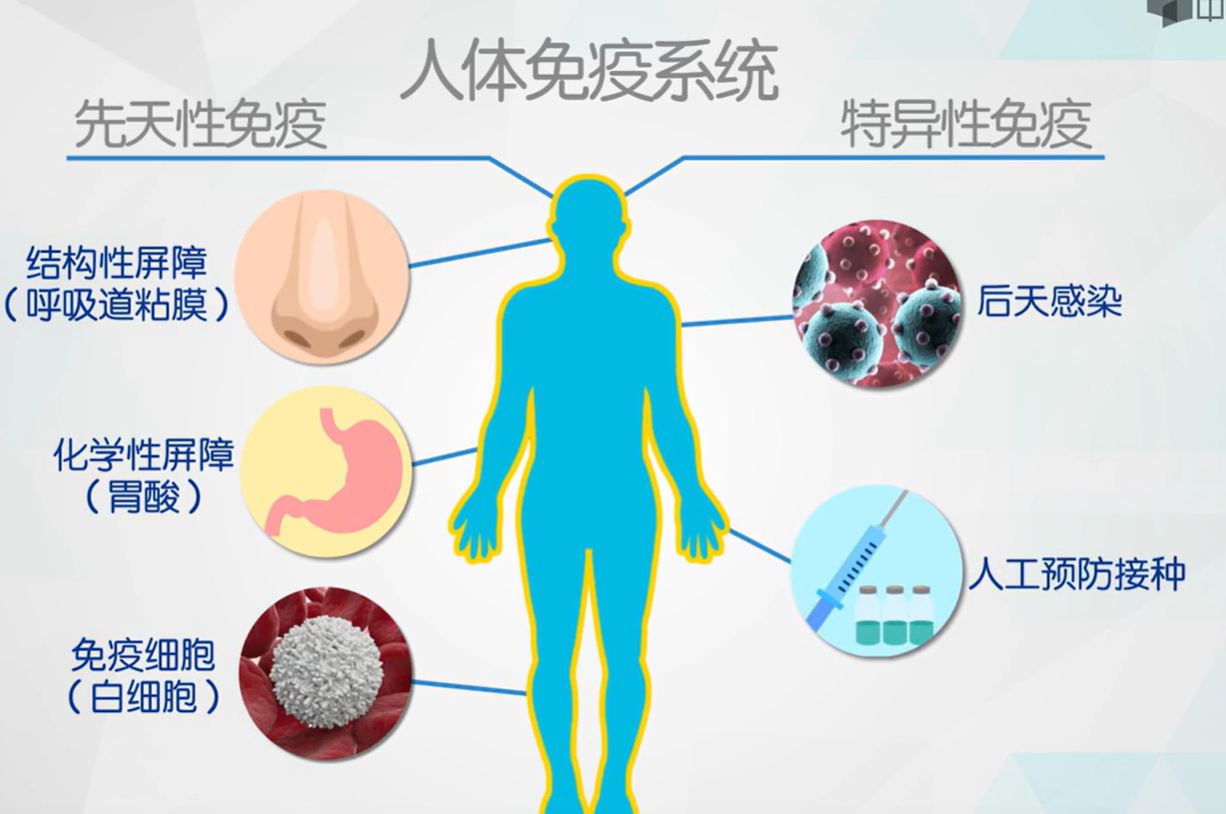 人体免疫系统
先天性免疫
特异性免疫
结构性屏障
（呼吸道粘膜）
后天感染
化学性屏障
（胃酸）
人工预防接种
免疫细胞
（白细胞）